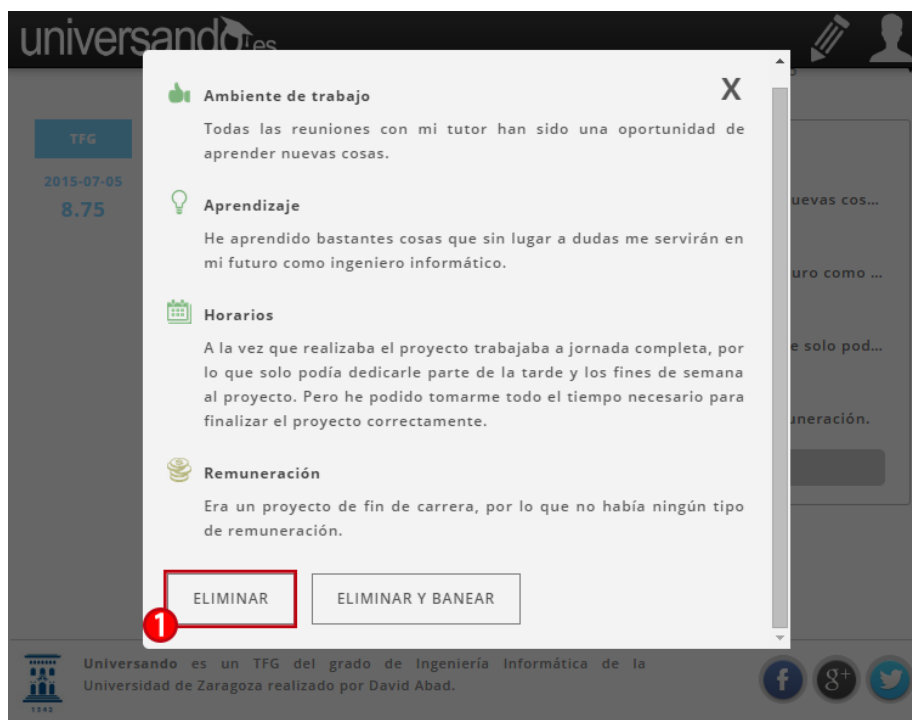 universando.es
X
Ambiente de trabajo
Todas las reuniones con mi tutor han sido una oportunidad de
aprender nuevas cosas.
TFG
2015-07-05
8.75
uevas cos...
Aprendizaje
He aprendido bastantes cosas que sin lugar a dudas me servirán en
mi futuro como ingeniero informático.
uro como ...
Horarios
A la vez que realizaba el proyecto trabajaba a jornada completa, por
lo que solo podía dedicarle parte de la tarde y los fines de semana
al proyecto. Pero he podido tomarme todo el tiempo necesario para
finalizar el proyecto correctamente.
e solo pod...
uneración.
Remuneración
Era un proyecto de fin de carrera, por lo que no había ningún tipo
de remuneración.
ELIMINAR
ELIMINAR Y BANEAR
1
Universando es un TFG del grado de Ingeniería Informática de la
Universidad de Zaragoza realizado por David Abad.
1542
f
g+